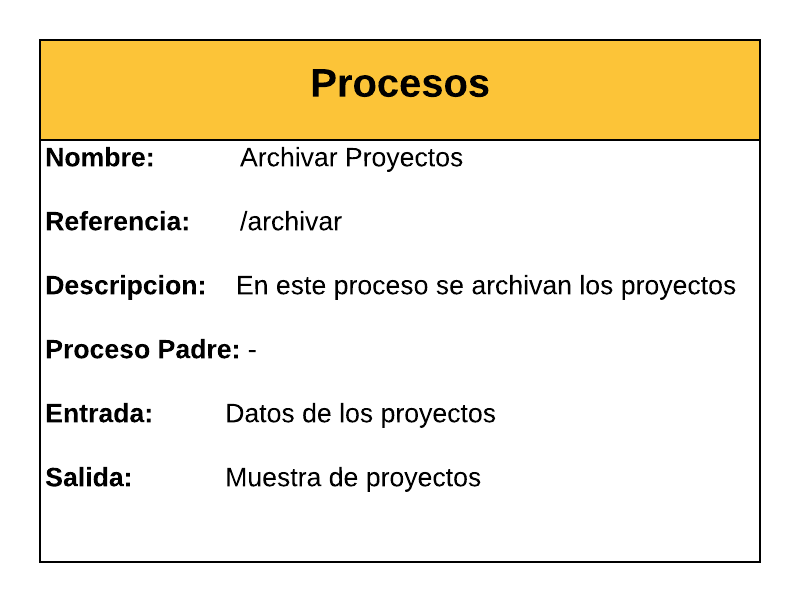 Procesos
Nombre: Archivar Proyectos
Referencia: /archivar
Descripcion: En este proceso se archivan los proyectos
Proceso Padre: -
Entrada: Datos de los proyectos
Salida: Muestra de proyectos